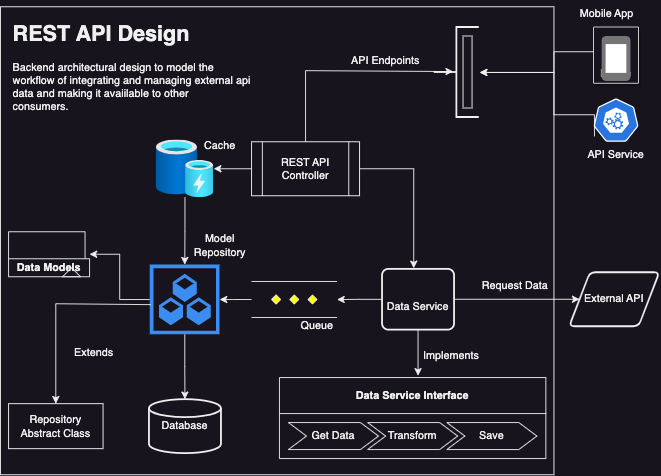 REST API Design
Backend architectural design to model the
workflow of integrating and managing external api
data and making it avaiilable to other
consumers.
Mobile App
API Endpoints
API Service
Cache
REST API
Controller
Model
Repository
Data Models
Queue
Data Service
Request Data
External API
Extends
Implements
Repository
Abstract Class
Database
Data Service Interface
Get Data
Transform
Save